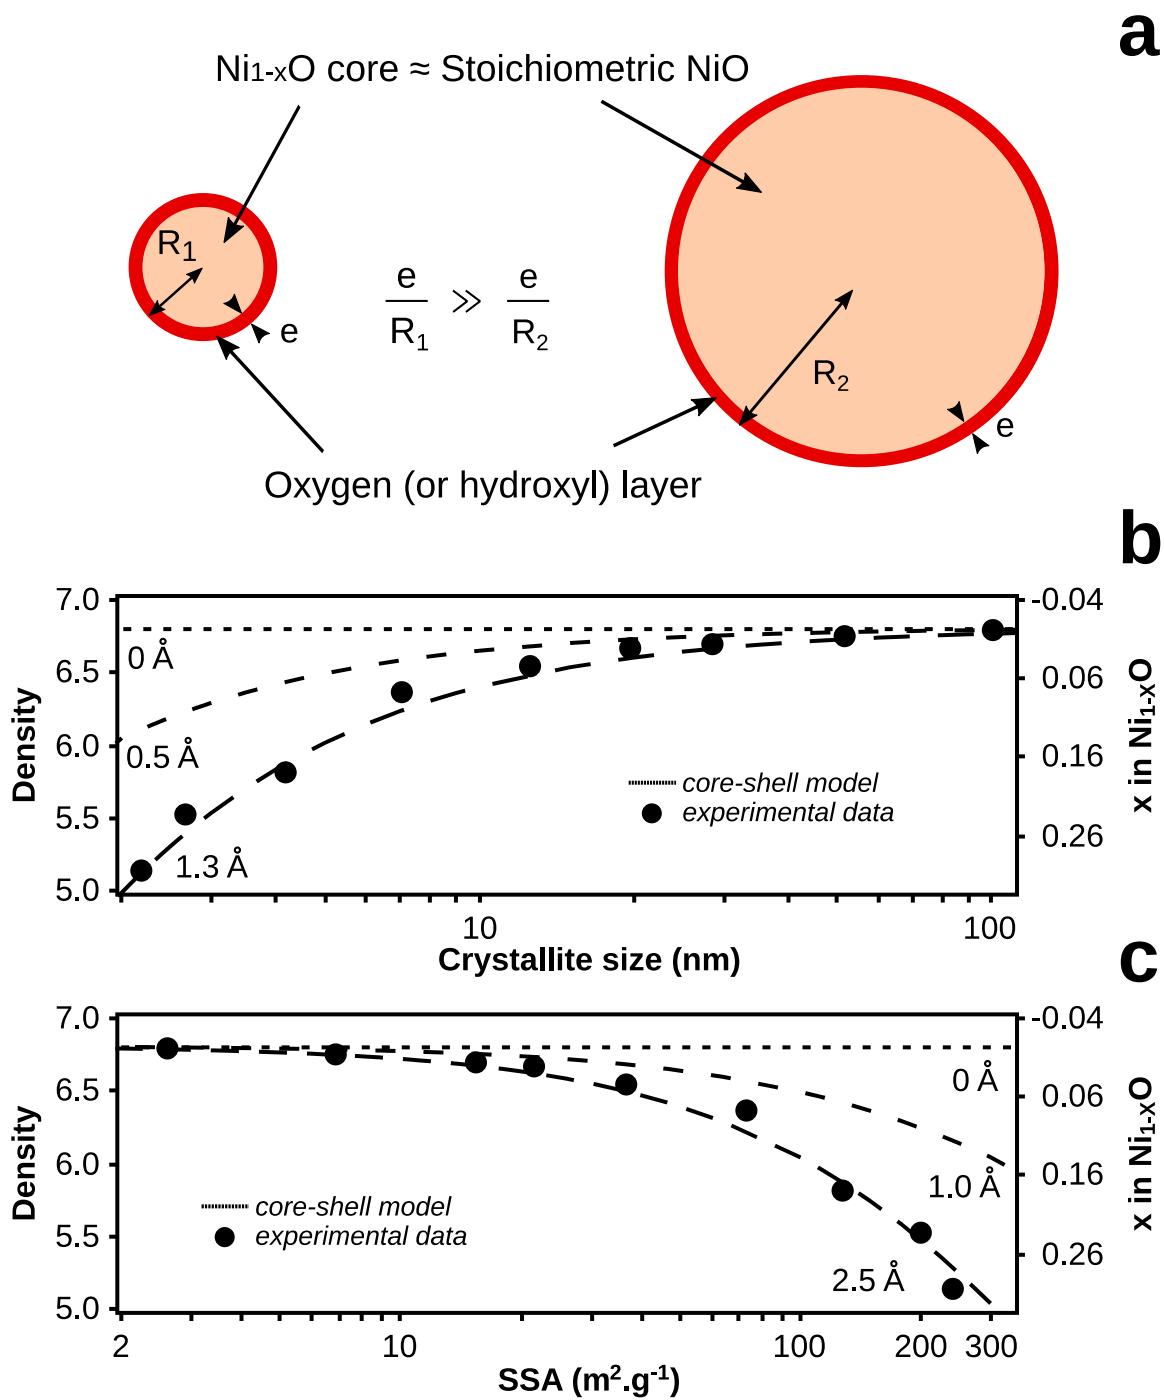 a
Ni₁₋ₓO core ≈ Stoichiometric NiO
R₁
e
e/R₁ ≫ e/R₂
R₂
e
Oxygen (or hydroxyl) layer
b
7.0
6.5
6.0
5.5
5.0
Density
0 Å
0.5 Å
1.3 Å
core-shell model
experimental data
-0.04
0.06
0.16
0.26
x in Ni₁₋ₓO
10
100
Crystallite size (nm)
c
7.0
6.5
6.0
5.5
5.0
Density
0 Å
1.0 Å
2.5 Å
core-shell model
experimental data
-0.04
0.06
0.16
0.26
x in Ni₁₋ₓO
2
10
100
200
300
SSA (m².g⁻¹)